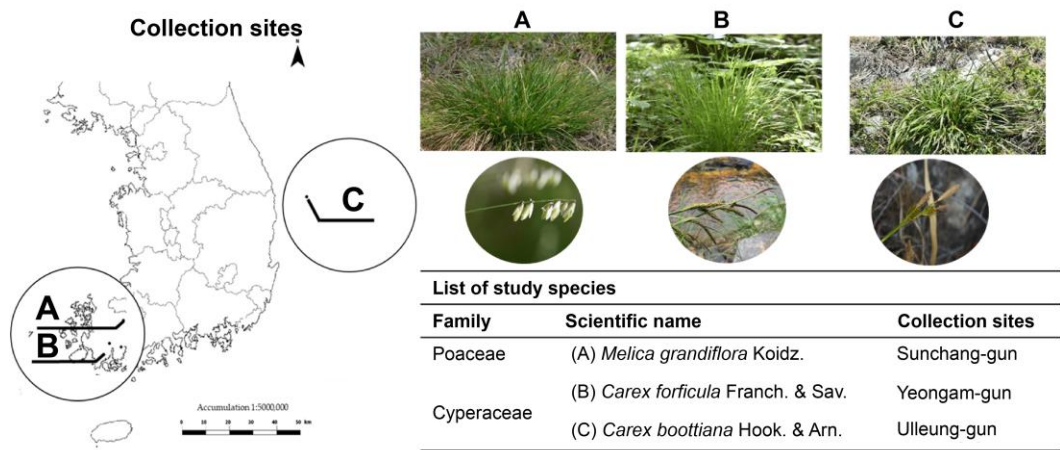 Collection sites
A
B
C
C
A
B
7
Accumulation 1:5000,000
0 10 20 30 40 50 km
List of study species
Family Scientific name Collection sites
Poaceae (A) Melica grandiflora Koidz. Sunchang-gun
Cyperaceae (B) Carex forficula Franch. & Sav. Yeongam-gun
(C) Carex boottiana Hook. & Arn. Ulleung-gun